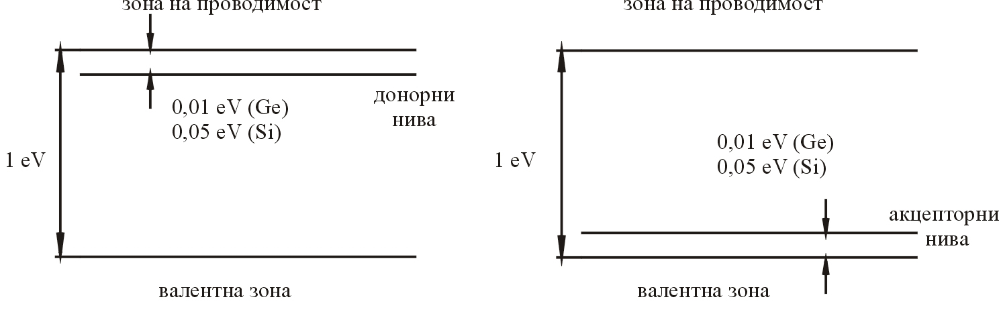 зона на проводимост
0,01 eV (Ge)
0,05 eV (Si)
донорни
нива
1 eV
валентна зона
зона на проводимост
0,01 eV (Ge)
0,05 eV (Si)
1 eV
акцепторни
нива
валентна зона